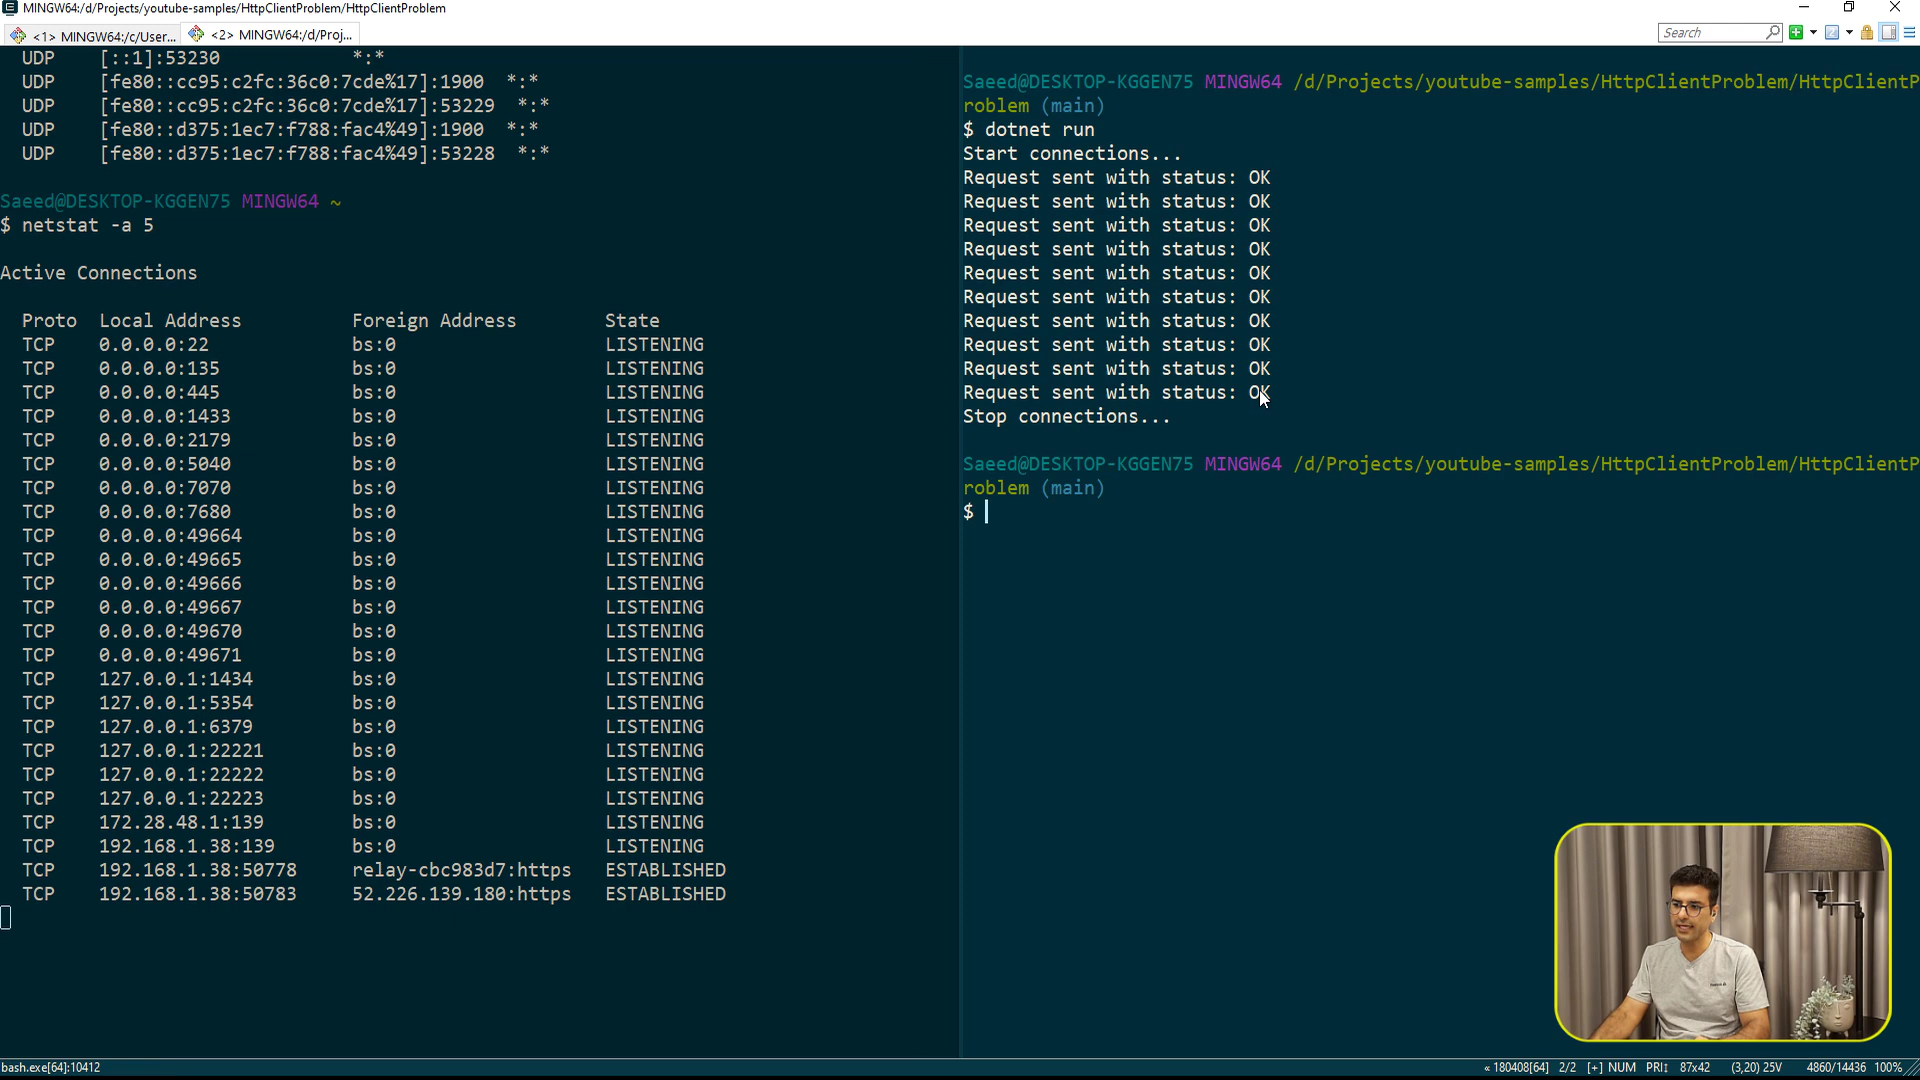 MINGW64:/d/Projects/youtube-samples/HttpClientProblem/HttpClientProblem
<1> MINGW64:/c/User...
<2> MINGW64:/d/Proj...
Search
UDP [::1]:53230 *:*
UDP [fe80::cc95:c2fc:36c0:7cde%17]:1900 *:*
UDP [fe80::cc95:c2fc:36c0:7cde%17]:53229 *:*
UDP [fe80::d375:1ec7:f788:fac4%49]:1900 *:*
UDP [fe80::d375:1ec7:f788:fac4%49]:53228 *:*
Saeed@DESKTOP-KGGEN75 MINGW64 ~
$ netstat -a 5
Active Connections
Proto Local Address Foreign Address State
TCP 0.0.0.0:22 bs:0 LISTENING
TCP 0.0.0.0:135 bs:0 LISTENING
TCP 0.0.0.0:445 bs:0 LISTENING
TCP 0.0.0.0:1433 bs:0 LISTENING
TCP 0.0.0.0:2179 bs:0 LISTENING
TCP 0.0.0.0:5040 bs:0 LISTENING
TCP 0.0.0.0:7070 bs:0 LISTENING
TCP 0.0.0.0:7680 bs:0 LISTENING
TCP 0.0.0.0:49664 bs:0 LISTENING
TCP 0.0.0.0:49665 bs:0 LISTENING
TCP 0.0.0.0:49666 bs:0 LISTENING
TCP 0.0.0.0:49667 bs:0 LISTENING
TCP 0.0.0.0:49670 bs:0 LISTENING
TCP 0.0.0.0:49671 bs:0 LISTENING
TCP 127.0.0.1:1434 bs:0 LISTENING
TCP 127.0.0.1:5354 bs:0 LISTENING
TCP 127.0.0.1:6379 bs:0 LISTENING
TCP 127.0.0.1:22221 bs:0 LISTENING
TCP 127.0.0.1:22222 bs:0 LISTENING
TCP 127.0.0.1:22223 bs:0 LISTENING
TCP 172.28.48.1:139 bs:0 LISTENING
TCP 192.168.1.38:139 bs:0 LISTENING
TCP 192.168.1.38:50778 relay-cbc983d7:https ESTABLISHED
TCP 192.168.1.38:50783 52.226.139.180:https ESTABLISHED
Saeed@DESKTOP-KGGEN75 MINGW64 /d/Projects/youtube-samples/HttpClientProblem/HttpClientP
roblem (main)
$ dotnet run
Start connections...
Request sent with status: OK
Request sent with status: OK
Request sent with status: OK
Request sent with status: OK
Request sent with status: OK
Request sent with status: OK
Request sent with status: OK
Request sent with status: OK
Request sent with status: OK
Request sent with status: OK
Stop connections...
Saeed@DESKTOP-KGGEN75 MINGW64 /d/Projects/youtube-samples/HttpClientProblem/HttpClientP
roblem (main)
$
bash.exe[64]:10412
« 180408[64] 2/2 [+] NUM PRI↕ 87x42 (3,20) 25V 4860/14436 100%